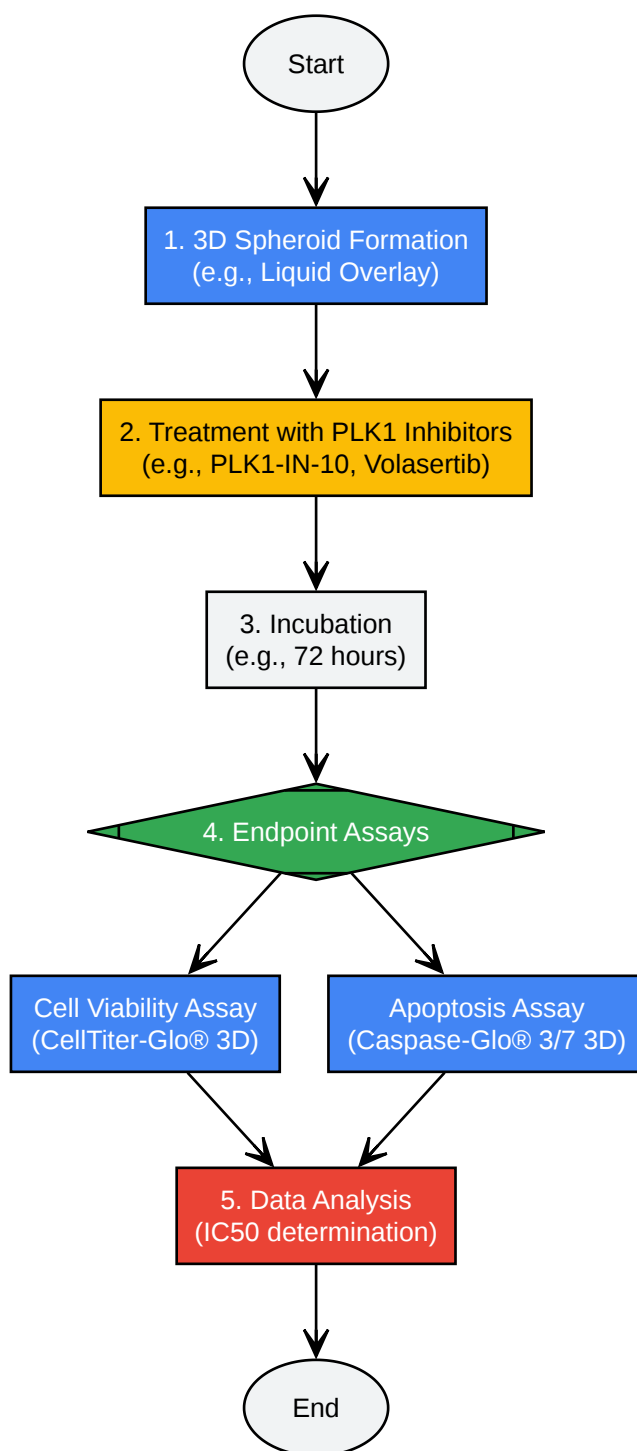 Start
1. 3D Spheroid Formation
(e.g., Liquid Overlay)
2. Treatment with PLK1 Inhibitors
(e.g., PLK1-IN-10, Volasertib)
3. Incubation
(e.g., 72 hours)
4. Endpoint Assays
Cell Viability Assay
(CellTiter-Glo® 3D)
Apoptosis Assay
(Caspase-Glo® 3/7 3D)
5. Data Analysis
(IC50 determination)
End